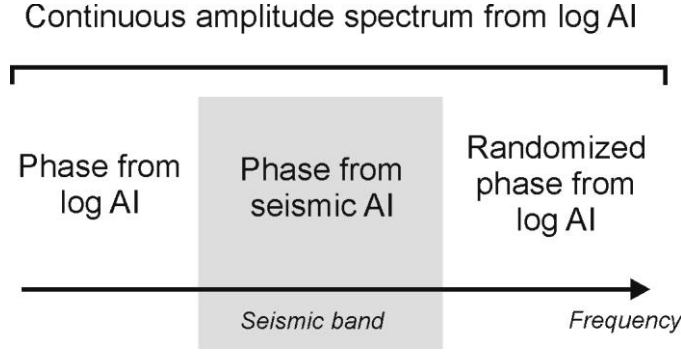 Continuous amplitude spectrum from log AI
Phase from
log AI
Phase from
seismic AI
Randomized
phase from
log AI
Seismic band
Frequency